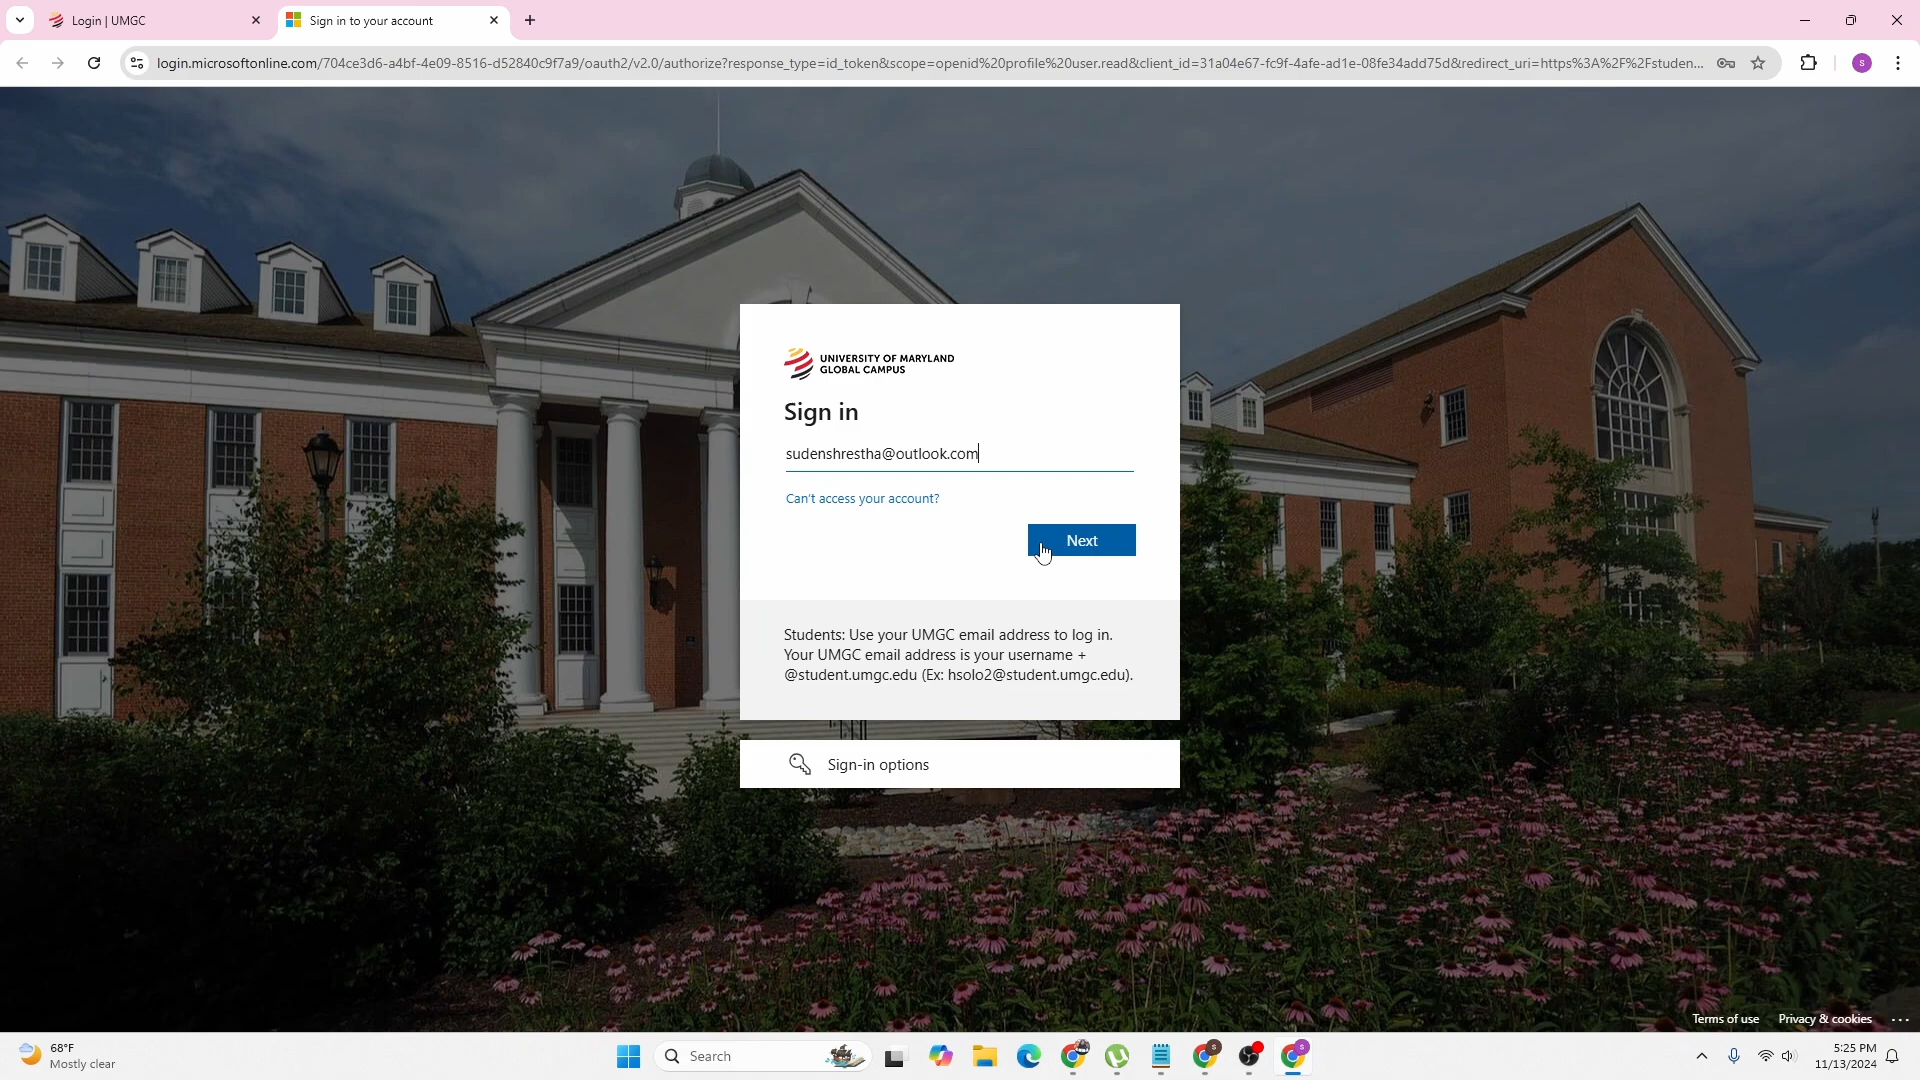 Login | UMGC
Sign in to your account
login.microsoftonline.com/704ce3d6-a4bf-4e09-8516-d52840c9f7a9/oauth2/v2.0/authorize?response_type=id_token&scope=openid%20profile%20user.read&client_id=31a04e67-fc9f-4afe-ad1e-08fe34add75d&redirect_uri=https%3A%2F%2Fstuden...
S
UNIVERSITY OF MARYLAND
GLOBAL CAMPUS
Sign in
sudenshrestha@outlook.com
Can't access your account?
Next
Students: Use your UMGC email address to log in.
Your UMGC email address is your username +
@student.umgc.edu (Ex: hsolo2@student.umgc.edu).
Sign-in options
Terms of use Privacy & cookies ...
68°F
Mostly clear
Search
5:25 PM
11/13/2024